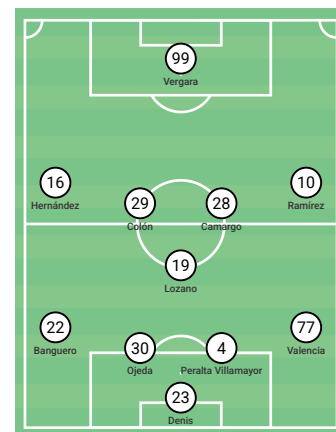 99
Vergara
16
Hernández
10
Ramírez
29
Colón
28
Camargo
19
Lozano
22
Banguero
77
Valencia
30
Ojeda
4
Peralta Villamayor
23
Denis